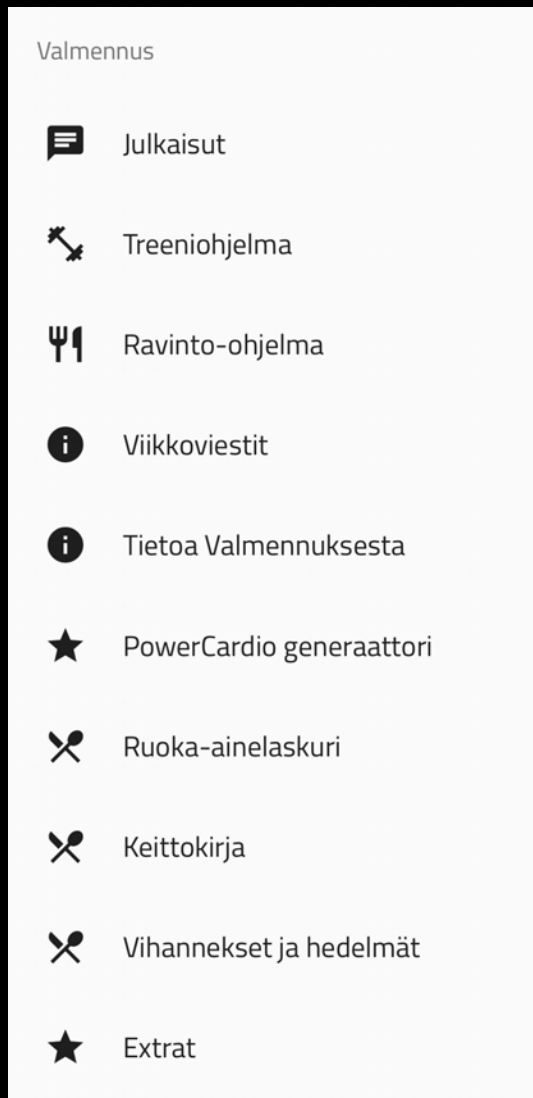 Valmennus
Julkaisut
Treeniohjelma
Ravinto-ohjelma
Viikkoviestit
Tietoa Valmennuksesta
PowerCardio generaattori
Ruoka-ainelaskuri
Keittokirja
Vihannekset ja hedelmät
Extrat